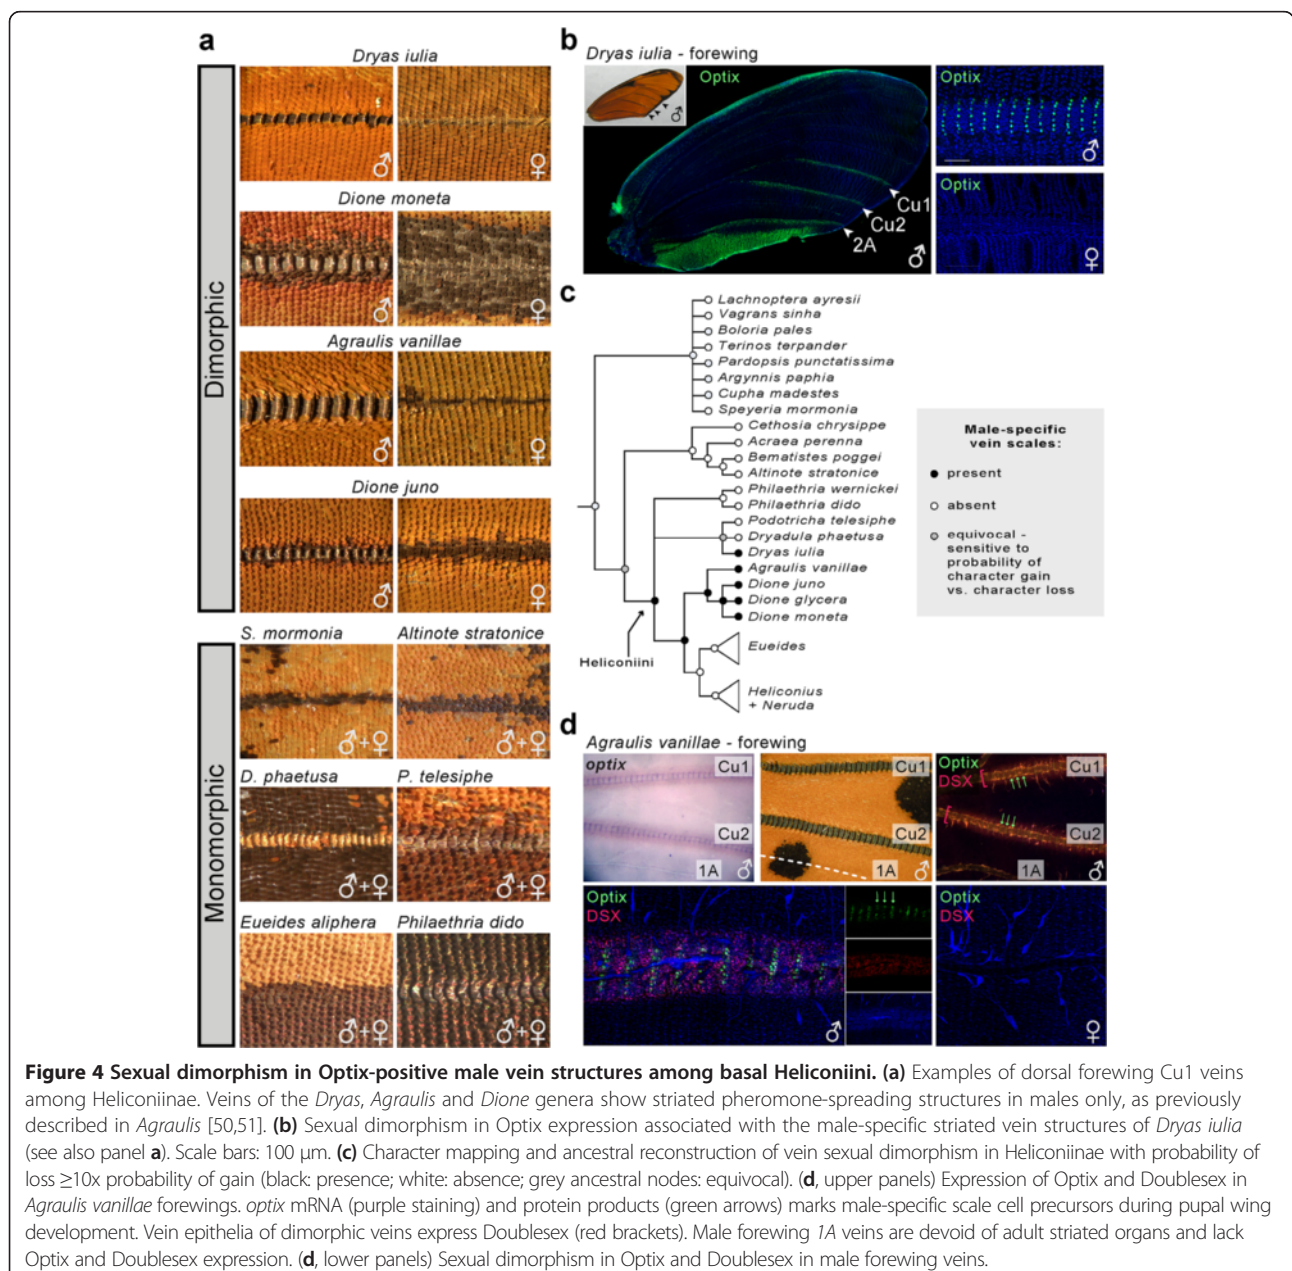 a
Dryas iulia
♂
♀
Dione moneta
♂
♀
Agraulis vanillae
♂
♀
Dione juno
♂
♀
Dimorphic
S. mormonia
Altinote stratonice
♂+♀
♂+♀
D. phaetusa
P. telesiphe
♂+♀
♂+♀
Eueides aliphera
Philaethria dido
♂+♀
♂+♀
Monomorphic
b
Dryas iulia - forewing
♂
Optix
Cu1
Cu2
2A
♂
Optix
♂
Optix
♀
c
Lachnoptera ayresii
Vagrans sinha
Boloria pales
Terinos terpander
Pardopsis punctatissima
Argynnis paphia
Cupha madestes
Speyeria mormonia
Cethosia chrysippe
Acraea perenna
Bematistes poggei
Altinote stratonice
Philaethria wernickei
Philaethria dido
Podotricha telesiphe
Dryadula phaetusa
Dryas iulia
Agraulis vanillae
Dione juno
Dione glycera
Dione moneta
Eueides
Heliconius
+ Neruda
Heliconiini
Male-specific
vein scales:
present
absent
equivocal -
sensitive to
probability of
character gain
vs. character loss
d
Agraulis vanillae - forewing
optix
Cu1
Cu2
1A
♂
Cu1
Cu2
1A
♂
Optix
DSX
Cu1
Cu2
1A
♂
Optix
DSX
♂
Optix
DSX
♀
Figure 4 Sexual dimorphism in Optix-positive male vein structures among basal Heliconiini. (a) Examples of dorsal forewing Cu1 veins
among Heliconiinae. Veins of the Dryas, Agraulis and Dione genera show striated pheromone-spreading structures in males only, as previously
described in Agraulis [50,51]. (b) Sexual dimorphism in Optix expression associated with the male-specific striated vein structures of Dryas iulia
(see also panel a). Scale bars: 100 μm. (c) Character mapping and ancestral reconstruction of vein sexual dimorphism in Heliconiinae with probability of
loss ≥10x probability of gain (black: presence; white: absence; grey ancestral nodes: equivocal). (d, upper panels) Expression of Optix and Doublesex in
Agraulis vanillae forewings. optix mRNA (purple staining) and protein products (green arrows) marks male-specific scale cell precursors during pupal wing
development. Vein epithelia of dimorphic veins express Doublesex (red brackets). Male forewing 1A veins are devoid of adult striated organs and lack
Optix and Doublesex expression. (d, lower panels) Sexual dimorphism in Optix and Doublesex in male forewing veins.